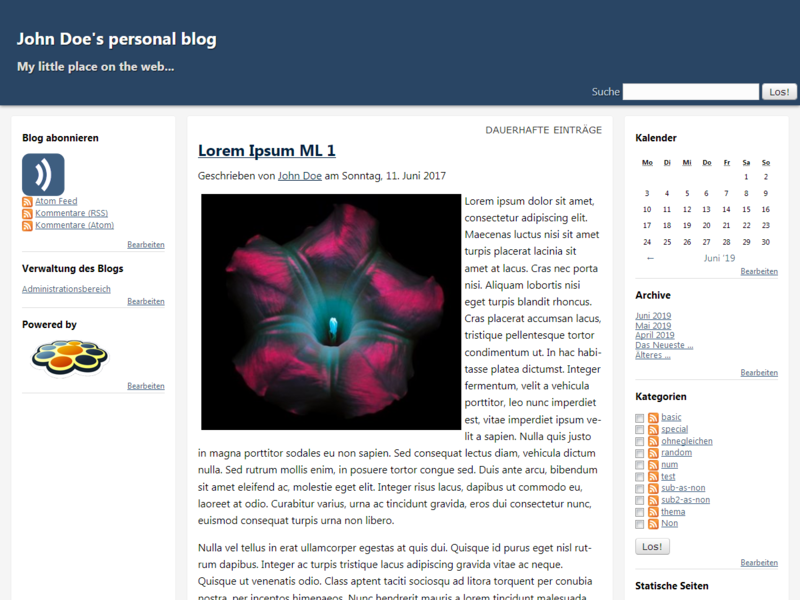 John Doe's personal blog
My little place on the web...
Suche
Los!
Blog abonnieren
Atom Feed
Kommentare (RSS)
Kommentare (Atom)
Bearbeiten
Verwaltung des Blogs
Administrationsbereich
Bearbeiten
Powered by
Bearbeiten
DAUERHAFTE EINTRÄGE
Lorem Ipsum ML 1
Geschrieben von John Doe am Sonntag, 11. Juni 2017
Lorem ipsum dolor sit amet,
consectetur adipiscing elit.
Maecenas luctus nisi sit amet
turpis placerat lacinia sit
amet at lacus. Cras nec porta
nisi. Aliquam lobortis nisi
eget turpis blandit rhoncus.
Cras placerat accumsan lacus,
tristique pellentesque tortor
condimentum ut. In hac habi-
tasse platea dictumst. Integer
fermentum, velit a vehicula
porttitor, leo nunc imperdiet
est, vitae imperdiet ipsum ve-
lit a sapien. Nulla quis justo
in magna porttitor sodales eu non sapien. Sed consequat lectus diam, vehicula dictum
nulla. Sed rutrum mollis enim, in posuere tortor congue sed. Duis ante arcu, bibendum
sit amet eleifend ac, molestie eget elit. Integer risus lacus, dapibus ut commodo eu,
laoreet at odio. Curabitur varius, urna ac tincidunt gravida, eros dui consectetur nunc,
euismod consequat turpis urna non libero.
Nulla vel tellus in erat ullamcorper egestas at quis dui. Quisque id purus eget nisl rut-
rum dapibus. Integer ac turpis tristique lacus adipiscing gravida vitae ac neque.
Quisque ut venenatis odio. Class aptent taciti sociosqu ad litora torquent per conubia
nostra, per inceptos himenaeos. Nunc hendrerit mauris a lorem tincidunt malesuada
Kalender
Mo Di Mi Do Fr Sa So
1 2
3 4 5 6 7 8 9
10 11 12 13 14 15 16
17 18 19 20 21 22 23
24 25 26 27 28 29 30
← Juni '19
Bearbeiten
Archive
Juni 2019
Mai 2019
April 2019
Das Neueste ...
Älteres ...
Bearbeiten
Kategorien
basic
special
ohnegleichen
random
num
test
sub-as-non
sub2-as-non
thema
Non
Los!
Bearbeiten
Statische Seiten